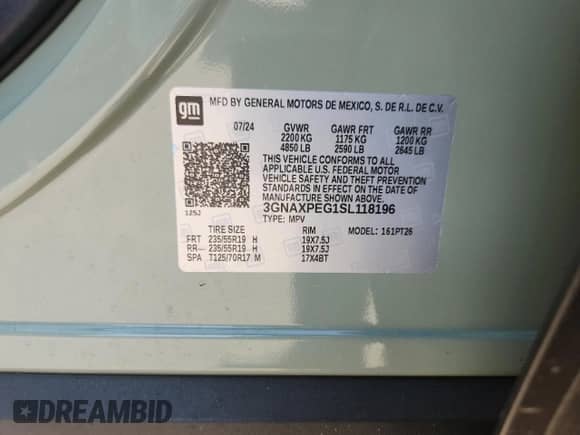 gm MFD BY GENERAL MOTORS DE MEXICO, S. DE R.L. DE C.V.
07/24 GVWR GAWR FRT GAWR RR
2200 KG 1175 KG 1200 KG
4850 LB 2590 LB 2645 LB
THIS VEHICLE CONFORMS TO ALL
APPLICABLE U.S. FEDERAL MOTOR
VEHICLE SAFETY AND THEFT PREVENTION
STANDARDS IN EFFECT ON THE DATE
OF MANUFACTURE SHOWN ABOVE.
3GNAXPEG1SL118196
125J TYPE: MPV
TIRE SIZE RIM MODEL: 161PT26
FRT 235/55R19 H 19X7.5J
RR 235/55R19 H 19X7.5J
SPA T125/70R17 M 17X4BT
DREAMBID